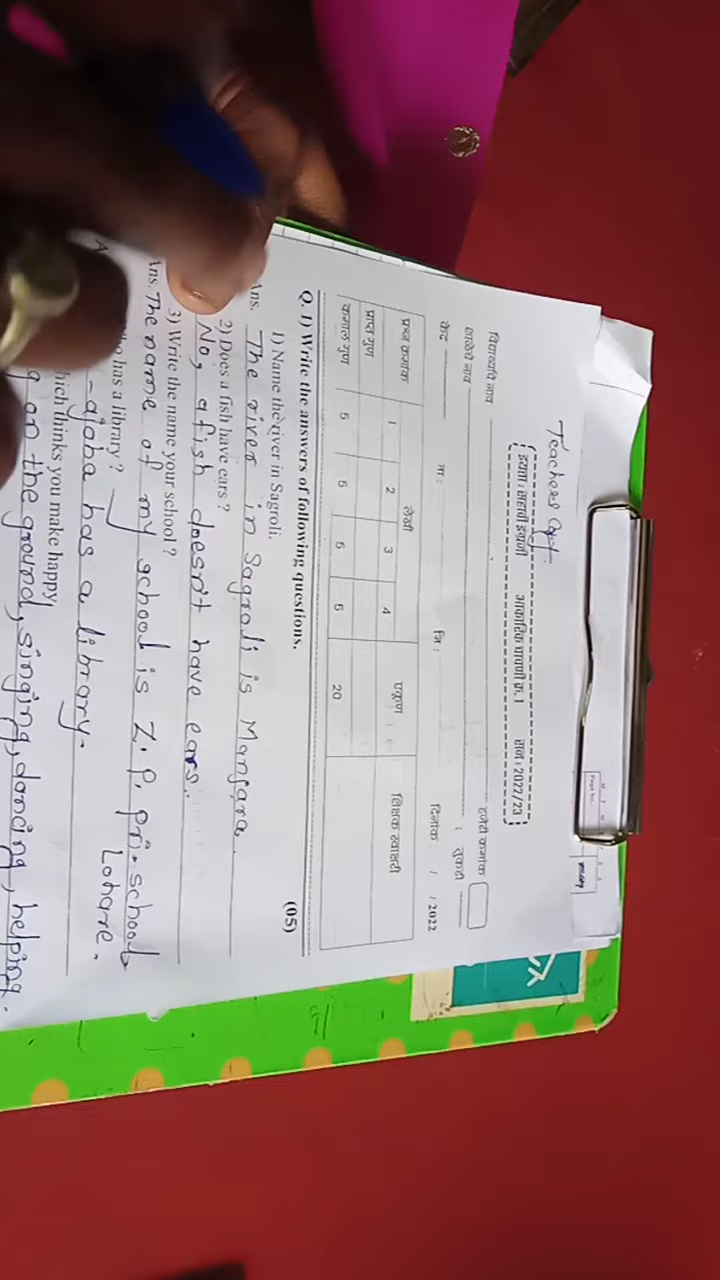 Teachers Opt.
इयत्ता : सहावी इंग्रजी आकारिक चाचणी क्र. 1 सन : 2022/23
विद्यार्थ्याचे नाव हजेरी क्रमांक
शाळेचे नाव : तुकडी :
केंद्र ता : जि : दिनांक / / 2022
प्रश्न क्रमांक लेखी एकूण शिक्षक स्वाक्षरी
1 2 3 4
प्राप्त गुण
कमाल गुण 5 5 5 5 20
Q. 1) Write the answers of following questions. (05)
1) Name the river in Sagroli.
Ans. The river in Sagroli is Manjara.
2) Does a fish have ears ?
No, a fish doesn't have ears.
3) Write the name your school ?
Ans. The name of my school is Z.P. pri. school
Lohare.
has a library ?
-ajoba has a library.
hich thinks you make happy
g on the ground, singing, dancing, helping.